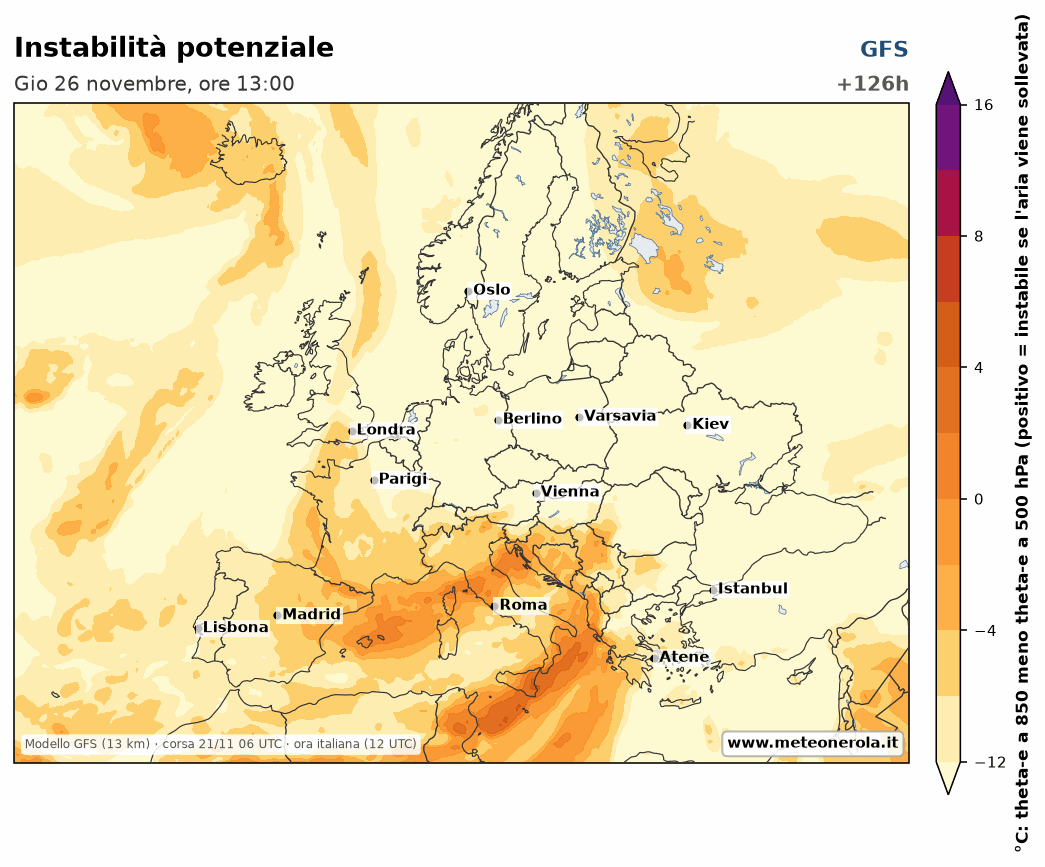 Instabilità potenziale
GFS
Gio 26 novembre, ore 13:00
+126h
Oslo
Berlino
Varsavia
Londra
Kiev
Parigi
Vienna
Istanbul
Roma
Madrid
Lisbona
Atene
Modello GFS (13 km) · corsa 21/11 06 UTC · ora italiana (12 UTC)
www.meteonerola.it
16
8
4
0
−4
−12
°C: theta-e a 850 meno theta-e a 500 hPa (positivo = instabile se l'aria viene sollevata)